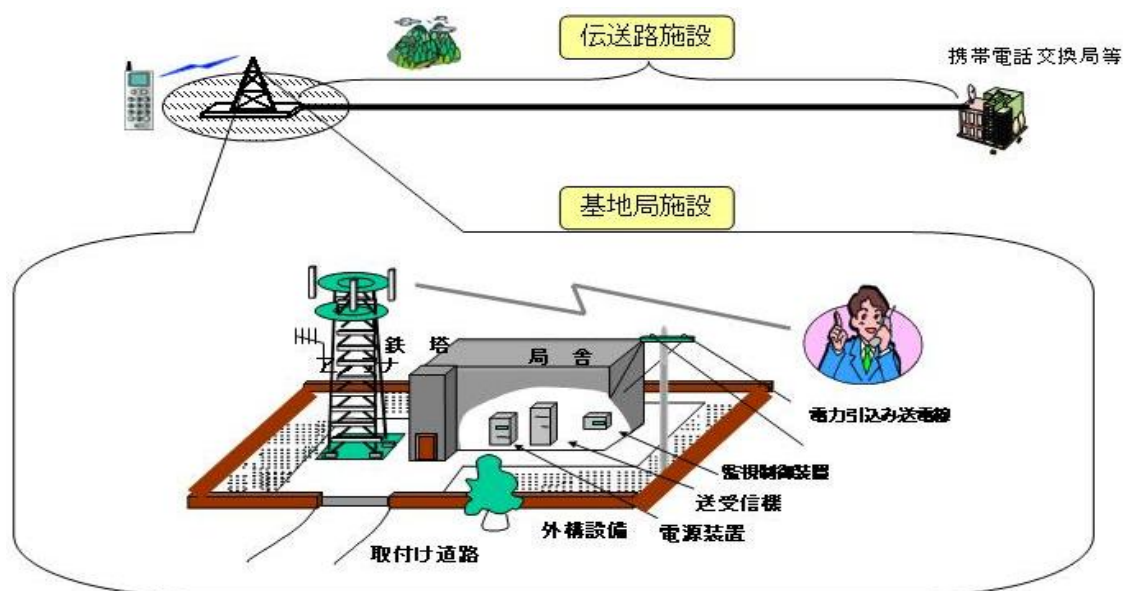 伝送路施設
携帯電話交換局等
基地局施設
鉄塔
アンテナ
局舎
電力引込み送電線
監視制御装置
送受信機
外構設備
電源装置
取付け道路